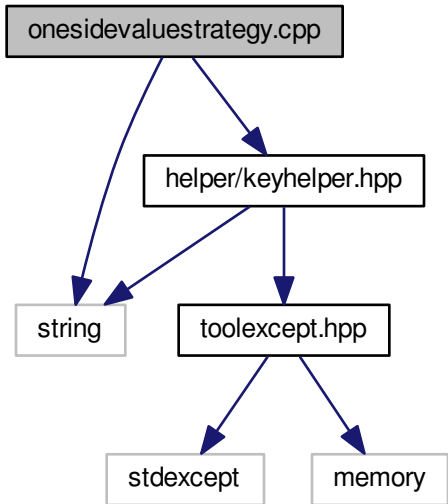 onesidevaluestrategy.cpp
helper/keyhelper.hpp
string
toolexcept.hpp
stdexcept
memory